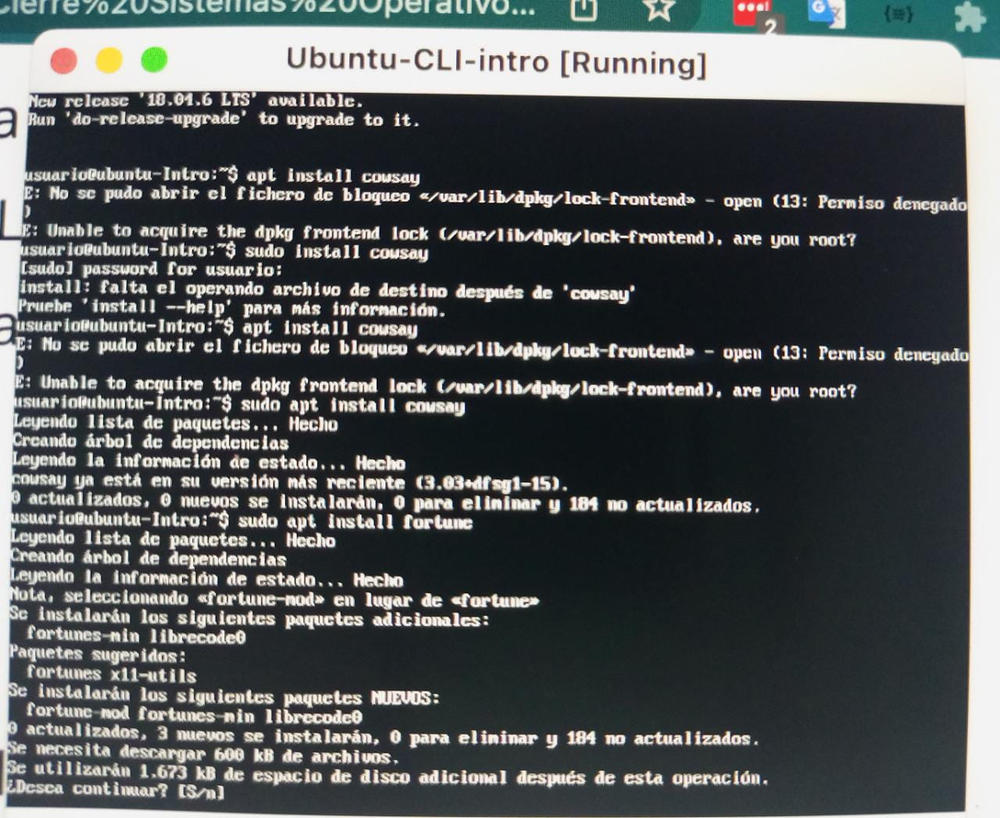 Cierre%20Sistemas%20Operativo...
2
G
Ubuntu-CLI-intro [Running]
New release '18.04.6 LTS' available.
Run 'do-release-upgrade' to upgrade to it.
usuario@ubuntu-Intro:~$ apt install cowsay
E: No se pudo abrir el fichero de bloqueo «/var/lib/dpkg/lock-frontend» - open (13: Permiso denegado
)
E: Unable to acquire the dpkg frontend lock (/var/lib/dpkg/lock-frontend), are you root?
usuario@ubuntu-Intro:~$ sudo install cowsay
[sudo] password for usuario:
install: falta el operando archivo de destino después de 'cowsay'
Pruebe 'install --help' para más información.
usuario@ubuntu-Intro:~$ apt install cowsay
E: No se pudo abrir el fichero de bloqueo «/var/lib/dpkg/lock-frontend» - open (13: Permiso denegado
)
E: Unable to acquire the dpkg frontend lock (/var/lib/dpkg/lock-frontend), are you root?
usuario@ubuntu-Intro:~$ sudo apt install cowsay
Leyendo lista de paquetes... Hecho
Creando árbol de dependencias
Leyendo la información de estado... Hecho
cowsay ya está en su versión más reciente (3.03+dfsg1-15).
0 actualizados, 0 nuevos se instalarán, 0 para eliminar y 184 no actualizados.
usuario@ubuntu-Intro:~$ sudo apt install fortune
Leyendo lista de paquetes... Hecho
Creando árbol de dependencias
Leyendo la información de estado... Hecho
Nota, seleccionando «fortune-mod» en lugar de «fortune»
Se instalarán los siguientes paquetes adicionales:
fortunes-min librecode0
Paquetes sugeridos:
fortunes x11-utils
Se instalarán los siguientes paquetes NUEVOS:
fortune-mod fortunes-min librecode0
0 actualizados, 3 nuevos se instalarán, 0 para eliminar y 184 no actualizados.
Se necesita descargar 600 kB de archivos.
Se utilizarán 1.673 kB de espacio de disco adicional después de esta operación.
¿Desea continuar? [S/n]